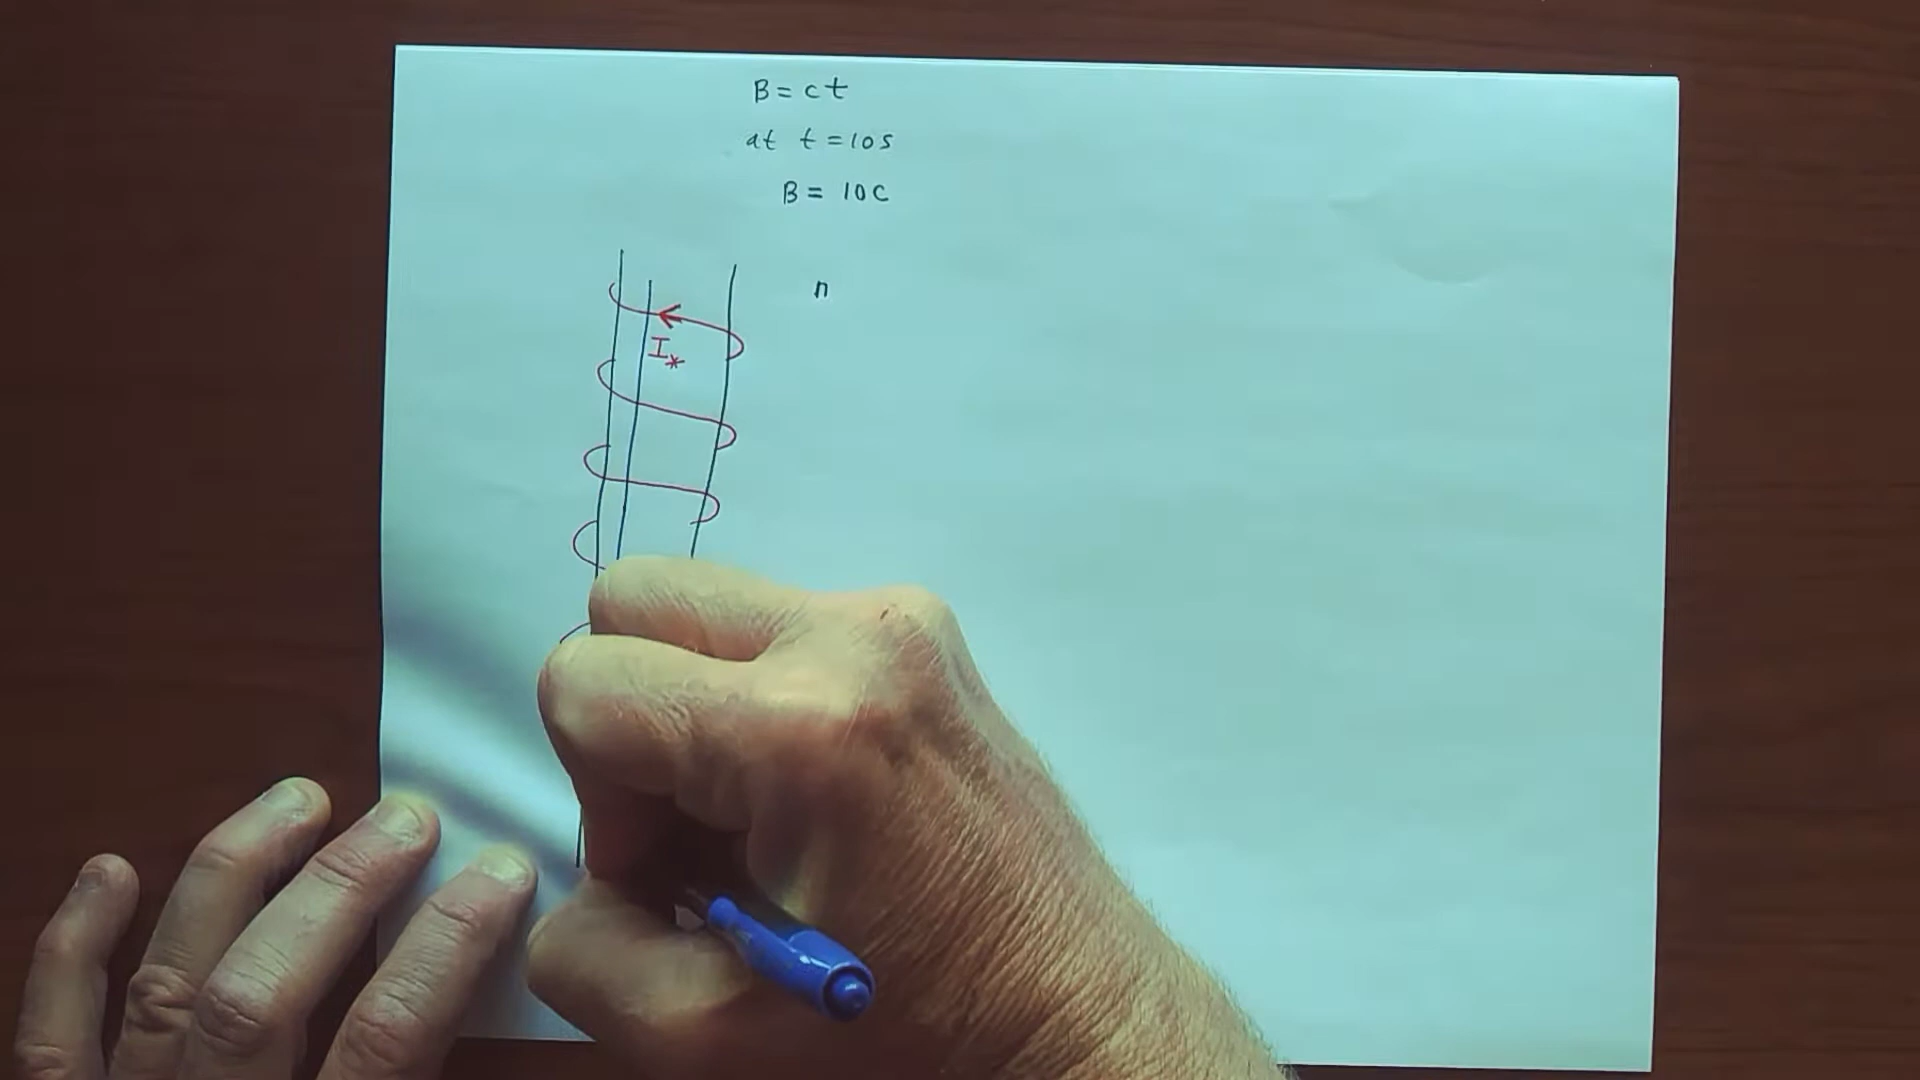 B = ct
at t = 10s
B = 10C
n
I*